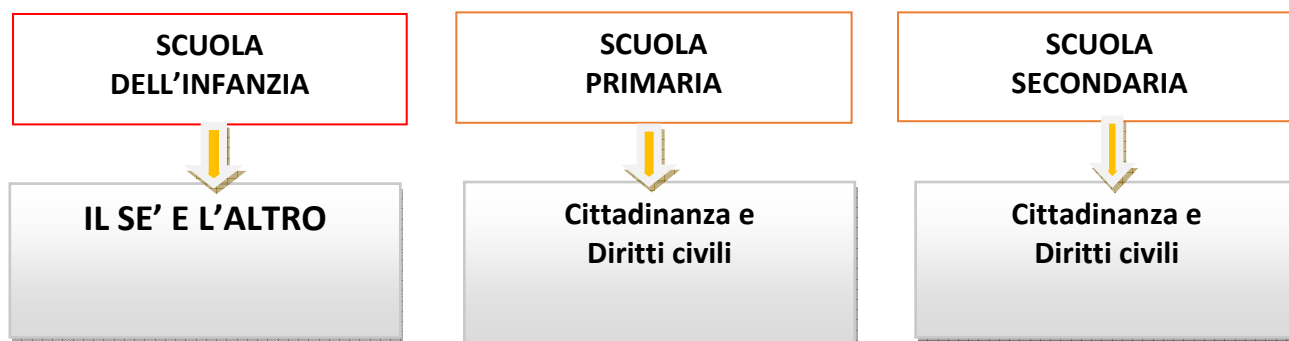 SCUOLA
DELL’INFANZIA
SCUOLA
PRIMARIA
SCUOLA
SECONDARIA
IL SE’ E L’ALTRO
Cittadinanza e
Diritti civili
Cittadinanza e
Diritti civili